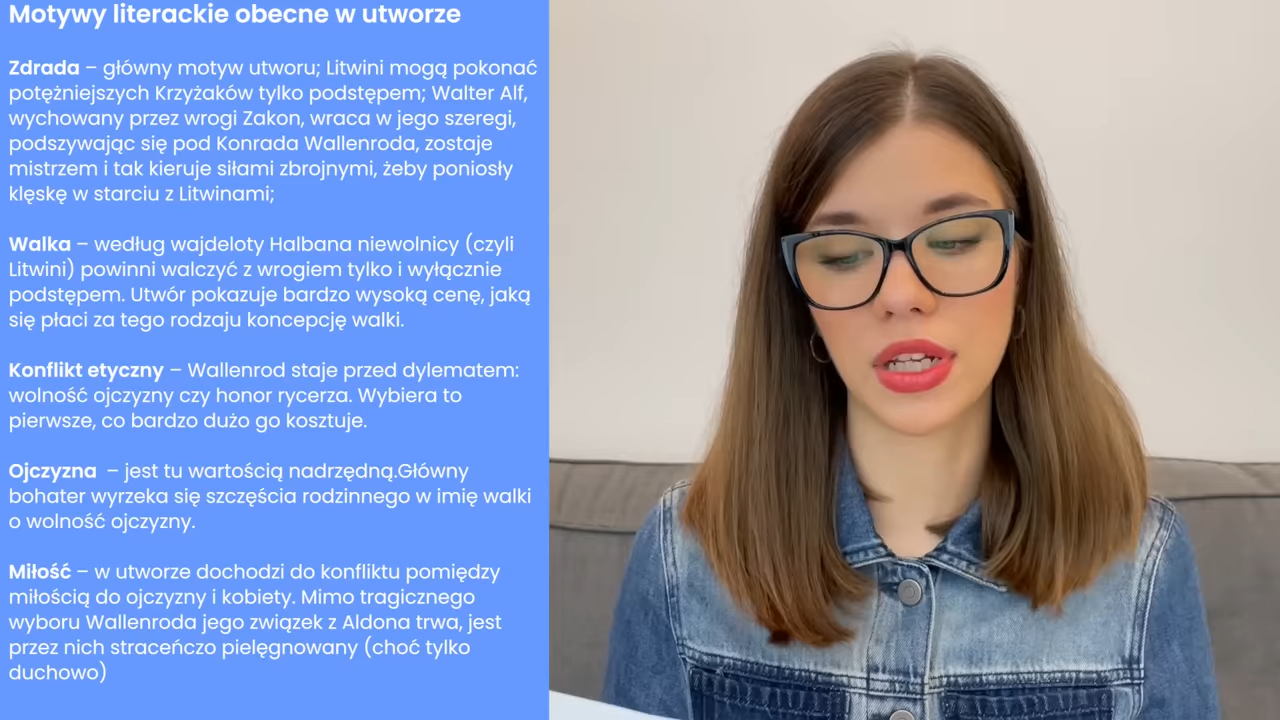 Motywy literackie obecne w utworze
Zdrada – główny motyw utworu; Litwini mogą pokonać
potężniejszych Krzyżaków tylko podstępem; Walter Alf,
wychowany przez wrogi Zakon, wraca w jego szeregi,
podszywając się pod Konrada Wallenroda, zostaje
mistrzem i tak kieruje siłami zbrojnymi, żeby poniosły
klęskę w starciu z Litwinami;
Walka – według wajdeloty Halbana niewolnicy (czyli
Litwini) powinni walczyć z wrogiem tylko i wyłącznie
podstępem. Utwór pokazuje bardzo wysoką cenę, jaką
się płaci za tego rodzaju koncepcję walki.
Konflikt etyczny – Wallenrod staje przed dylematem:
wolność ojczyzny czy honor rycerza. Wybiera to
pierwsze, co bardzo dużo go kosztuje.
Ojczyzna – jest tu wartością nadrzędną.Główny
bohater wyrzeka się szczęścia rodzinnego w imię walki
o wolność ojczyzny.
Miłość – w utworze dochodzi do konfliktu pomiędzy
miłością do ojczyzny i kobiety. Mimo tragicznego
wyboru Wallenroda jego związek z Aldona trwa, jest
przez nich straceńczo pielęgnowany (choć tylko
duchowo)